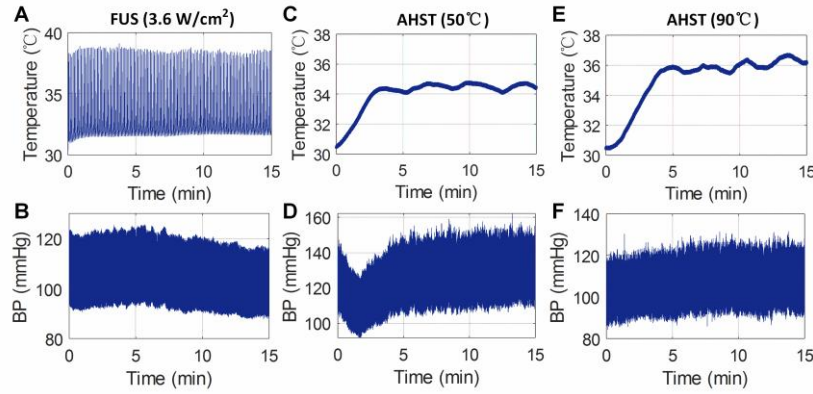 A FUS (3.6 W/cm²) C AHST (50℃) E AHST (90℃)
Temperature (℃)
40
35
30
0 5 10 15
Time (min)
Temperature (℃)
38
36
34
32
30
0 5 10 15
Time (min)
Temperature (℃)
38
36
34
32
30
0 5 10 15
Time (min)
B
BP (mmHg)
120
100
80
0 5 10 15
Time (min)
D
BP (mmHg)
160
140
120
100
0 5 10 15
Time (min)
F
BP (mmHg)
140
120
100
80
0 5 10 15
Time (min)